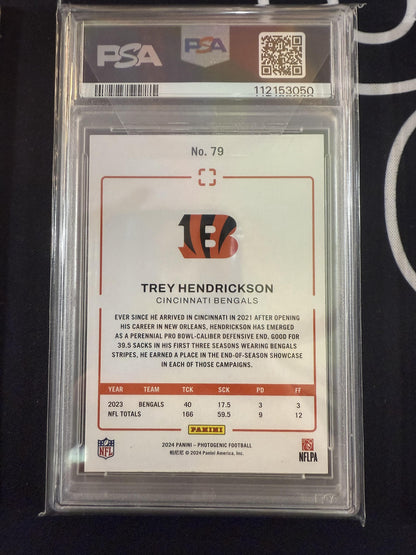 PSA
PSA
112153050
No. 79
B
TREY HENDRICKSON
CINCINNATI BENGALS
EVER SINCE HE ARRIVED IN CINCINNATI IN 2021 AFTER OPENING
HIS CAREER IN NEW ORLEANS, HENDRICKSON HAS EMERGED
AS A PERENNIAL PRO BOWL-CALIBER DEFENSIVE END. GOOD FOR
39.5 SACKS IN HIS FIRST THREE SEASONS WEARING BENGALS
STRIPES, HE EARNED A PLACE IN THE END-OF-SEASON SHOWCASE
IN EACH OF THOSE CAMPAIGNS.
YEAR TEAM TCK SCK PD FF
2023 BENGALS 40 17.5 3 3
NFL TOTALS 166 59.5 9 12
PANINI
NFL
2024 PANINI – PHOTOGENIC FOOTBALL
帕尼尼 © 2024 Panini America, Inc.
NFLPA